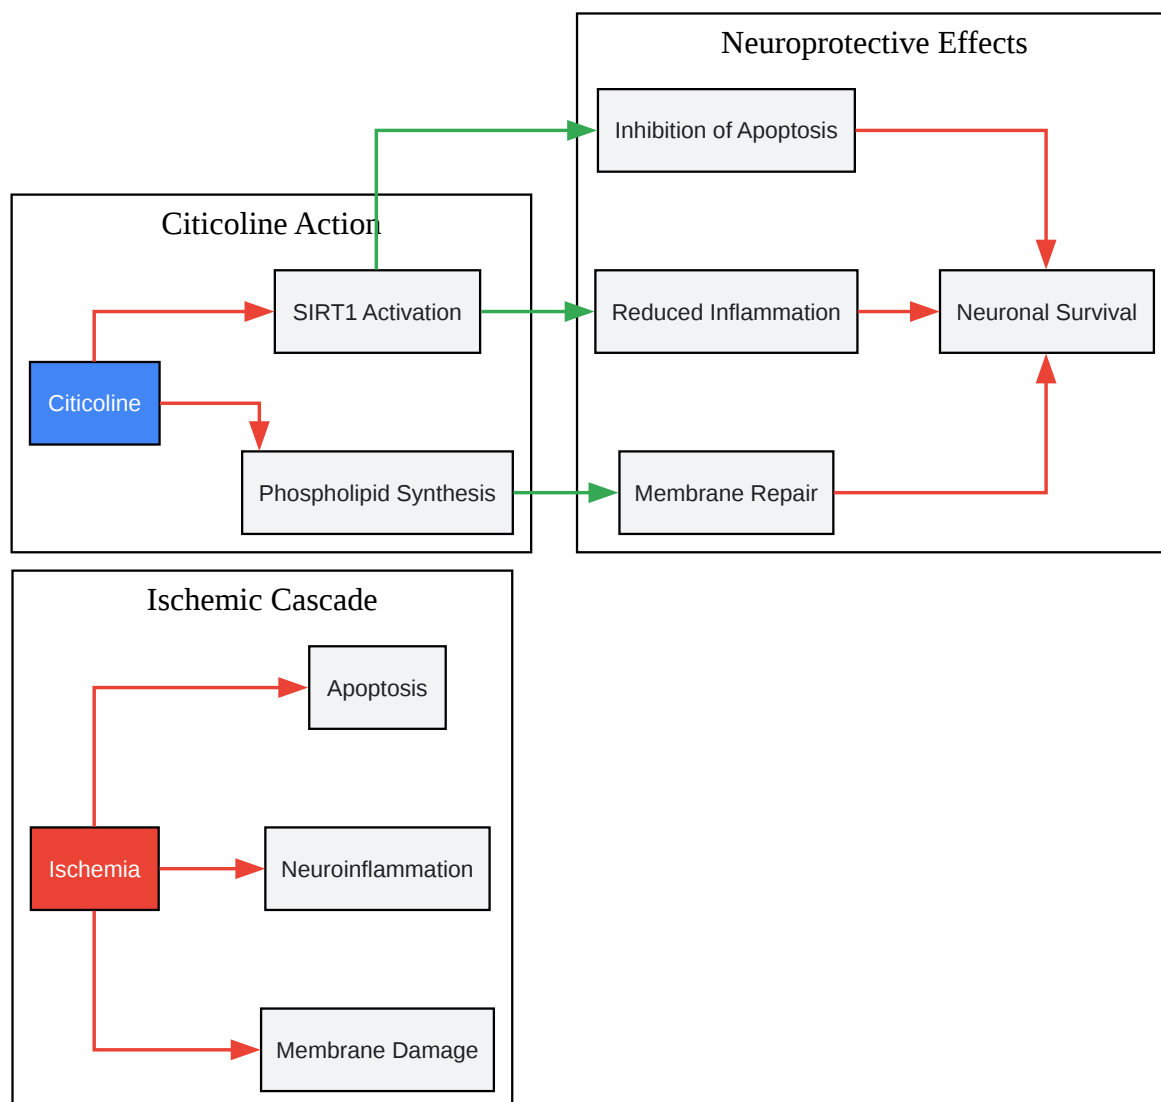 Neuroprotective Effects
Inhibition of Apoptosis
Citicoline Action
SIRT1 Activation
Reduced Inflammation
Neuronal Survival
Citicoline
Phospholipid Synthesis
Membrane Repair
Ischemic Cascade
Apoptosis
Ischemia
Neuroinflammation
Membrane Damage